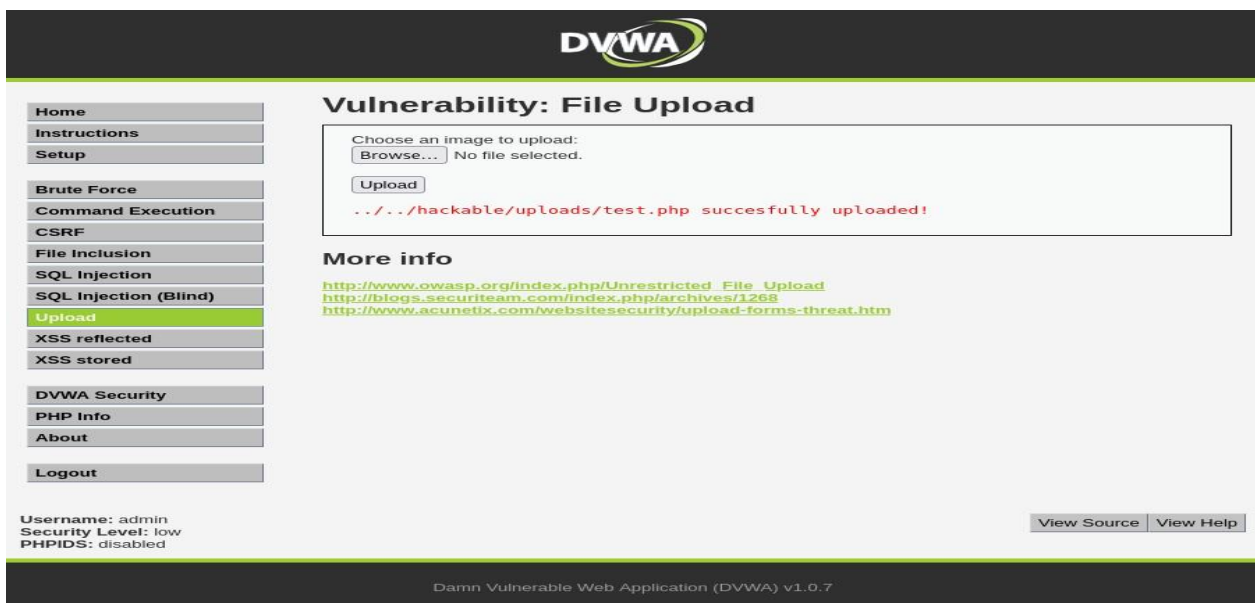 DVWA
Home
Instructions
Setup
Brute Force
Command Execution
CSRF
File Inclusion
SQL Injection
SQL Injection (Blind)
Upload
XSS reflected
XSS stored
DVWA Security
PHP Info
About
Logout
Vulnerability: File Upload
Choose an image to upload:
Browse... No file selected.
Upload
../../hackable/uploads/test.php succesfully uploaded!
More info
http://www.owasp.org/index.php/Unrestricted_File_Upload
http://blogs.securiteam.com/index.php/archives/1268
http://www.acunetix.com/websitesecurity/upload-forms-threat.htm
Username: admin
Security Level: low
PHPIDS: disabled
View Source View Help
Damn Vulnerable Web Application (DVWA) v1.0.7